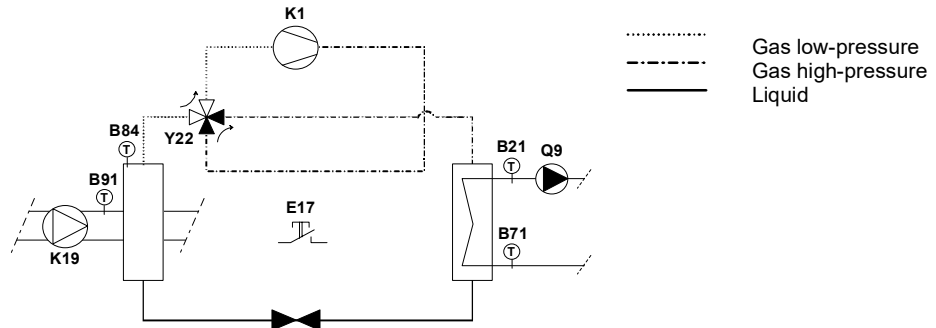 K1
Gas low-pressure
Gas high-pressure
Liquid
B84
T
Y22
B21
T
Q9
B91
T
E17
B71
T
K19